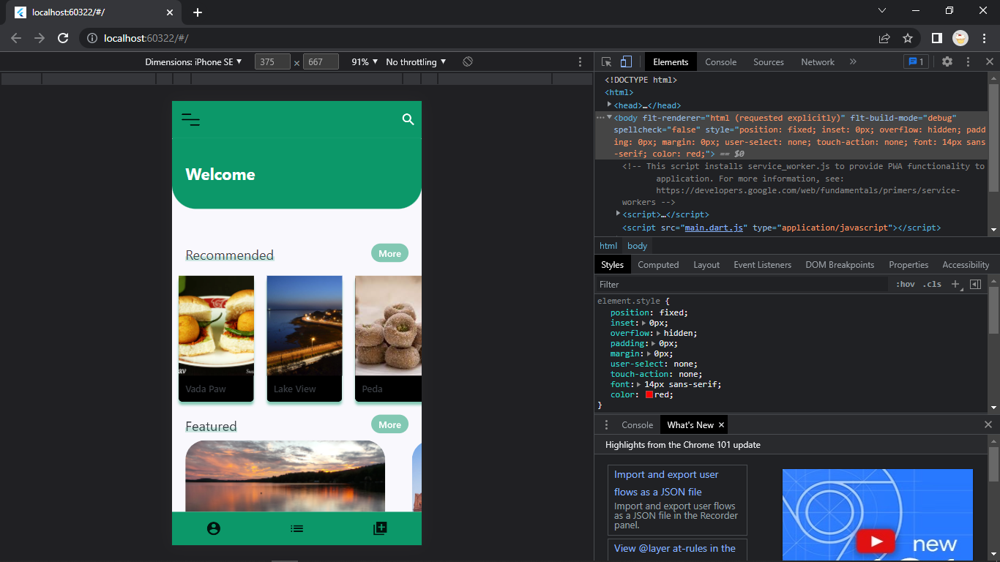 localhost:60322/#/
localhost:60322/#/
Dimensions: iPhone SE ▼ 375 × 667 91% ▼ No throttling ▼
Welcome
Recommended More
Vada Paw Lake View Peda
Featured More
Elements Console Sources Network » 1
<!DOCTYPE html>
<html>
<head>…</head>
<body flt-renderer="html (requested explicitly)" flt-build-mode="debug"
spellcheck="false" style="position: fixed; inset: 0px; overflow: hidden; padd
ing: 0px; margin: 0px; user-select: none; touch-action: none; font: 14px sans
-serif; color: red;"> == $0
<!-- This script installs service_worker.js to provide PWA functionality to
application. For more information, see:
https://developers.google.com/web/fundamentals/primers/service-
workers -->
<script>…</script>
<script src="main.dart.js" type="application/javascript"></script>
html body
Styles Computed Layout Event Listeners DOM Breakpoints Properties Accessibility
Filter :hov .cls +
element.style {
position: fixed;
inset: 0px;
overflow: hidden;
padding: 0px;
margin: 0px;
user-select: none;
touch-action: none;
font: 14px sans-serif;
color: red;
}
Console What's New ×
Highlights from the Chrome 101 update
Import and export user
flows as a JSON file
Import and export user flows
as a JSON file in the Recorder
panel.
View @layer at-rules in the
new